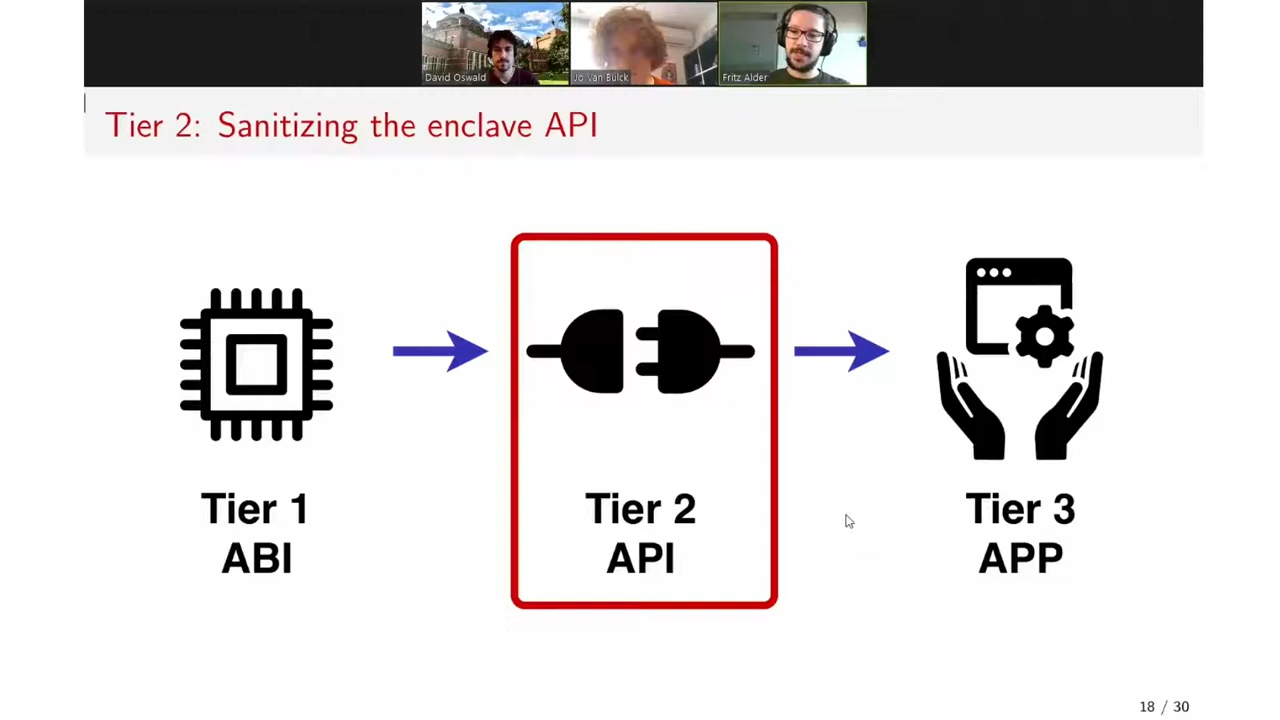 David Oswald
Jo Van Bulck
Fritz Alder
Tier 2: Sanitizing the enclave API
Tier 1
ABI
Tier 2
API
Tier 3
APP
18 / 30